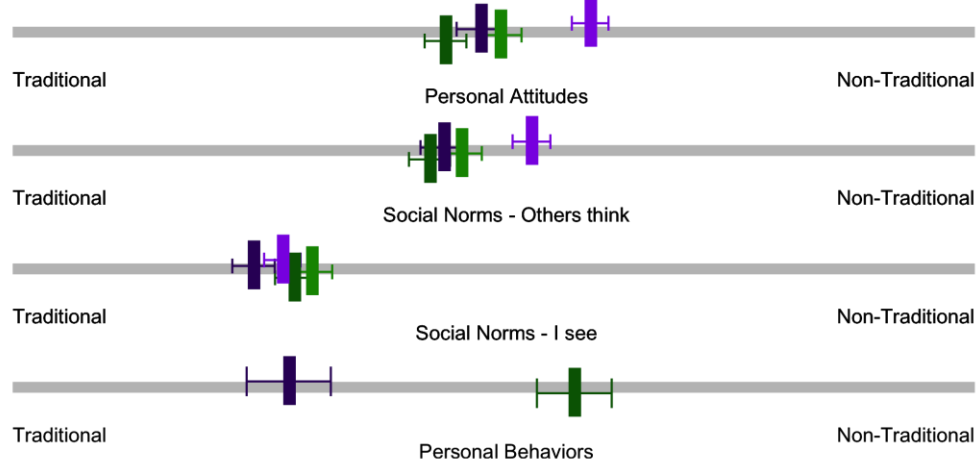 Traditional
Non-Traditional
Personal Attitudes
Traditional
Non-Traditional
Social Norms - Others think
Traditional
Non-Traditional
Social Norms - I see
Traditional
Non-Traditional
Personal Behaviors